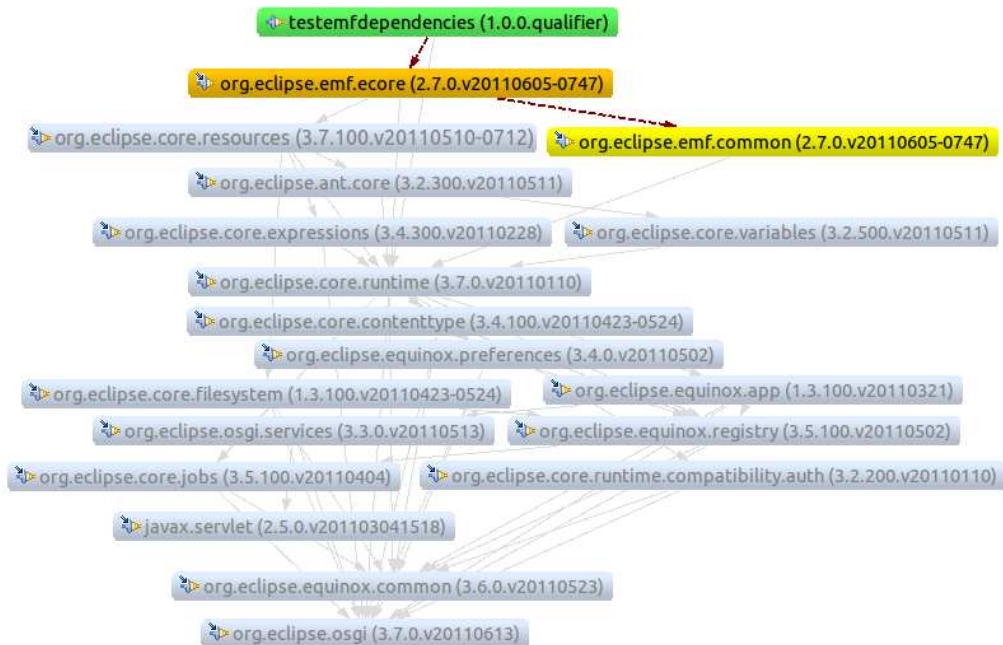 testemfdependencies (1.0.0.qualifier)
org.eclipse.emf.ecore (2.7.0.v20110605-0747)
org.eclipse.core.resources (3.7.100.v20110510-0712)
org.eclipse.emf.common (2.7.0.v20110605-0747)
org.eclipse.ant.core (3.2.300.v20110511)
org.eclipse.core.expressions (3.4.300.v20110228)
org.eclipse.core.variables (3.2.500.v20110511)
org.eclipse.core.runtime (3.7.0.v20110110)
org.eclipse.core.contenttype (3.4.100.v20110423-0524)
org.eclipse.equinox.preferences (3.4.0.v20110502)
org.eclipse.core.filesystem (1.3.100.v20110423-0524)
org.eclipse.equinox.app (1.3.100.v20110321)
org.eclipse.osgi.services (3.3.0.v20110513)
org.eclipse.equinox.registry (3.5.100.v20110502)
org.eclipse.core.jobs (3.5.100.v20110404)
org.eclipse.core.runtime.compatibility.auth (3.2.200.v20110110)
javax.servlet (2.5.0.v201103041518)
org.eclipse.equinox.common (3.6.0.v20110523)
org.eclipse.osgi (3.7.0.v20110613)